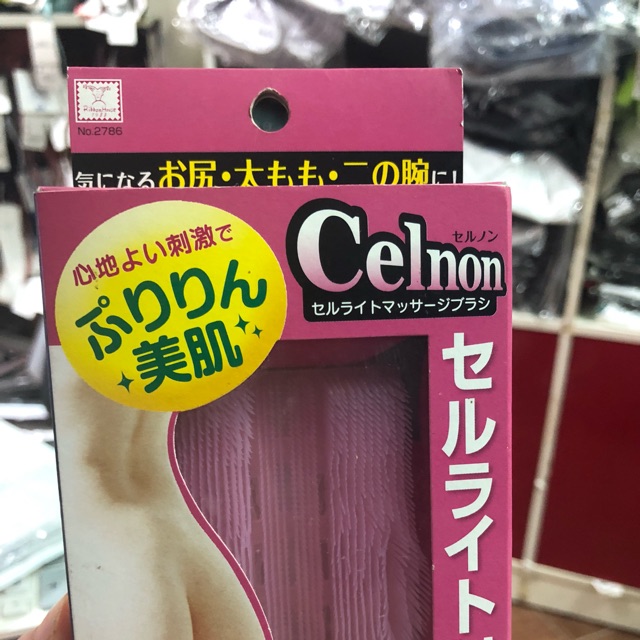 No.2786
気になるお尻・太もも・二の腕に!
心地よい刺激で
ぷりりん
美肌
セルノン
Celnon
セルライトマッサージブラシ
セルライト